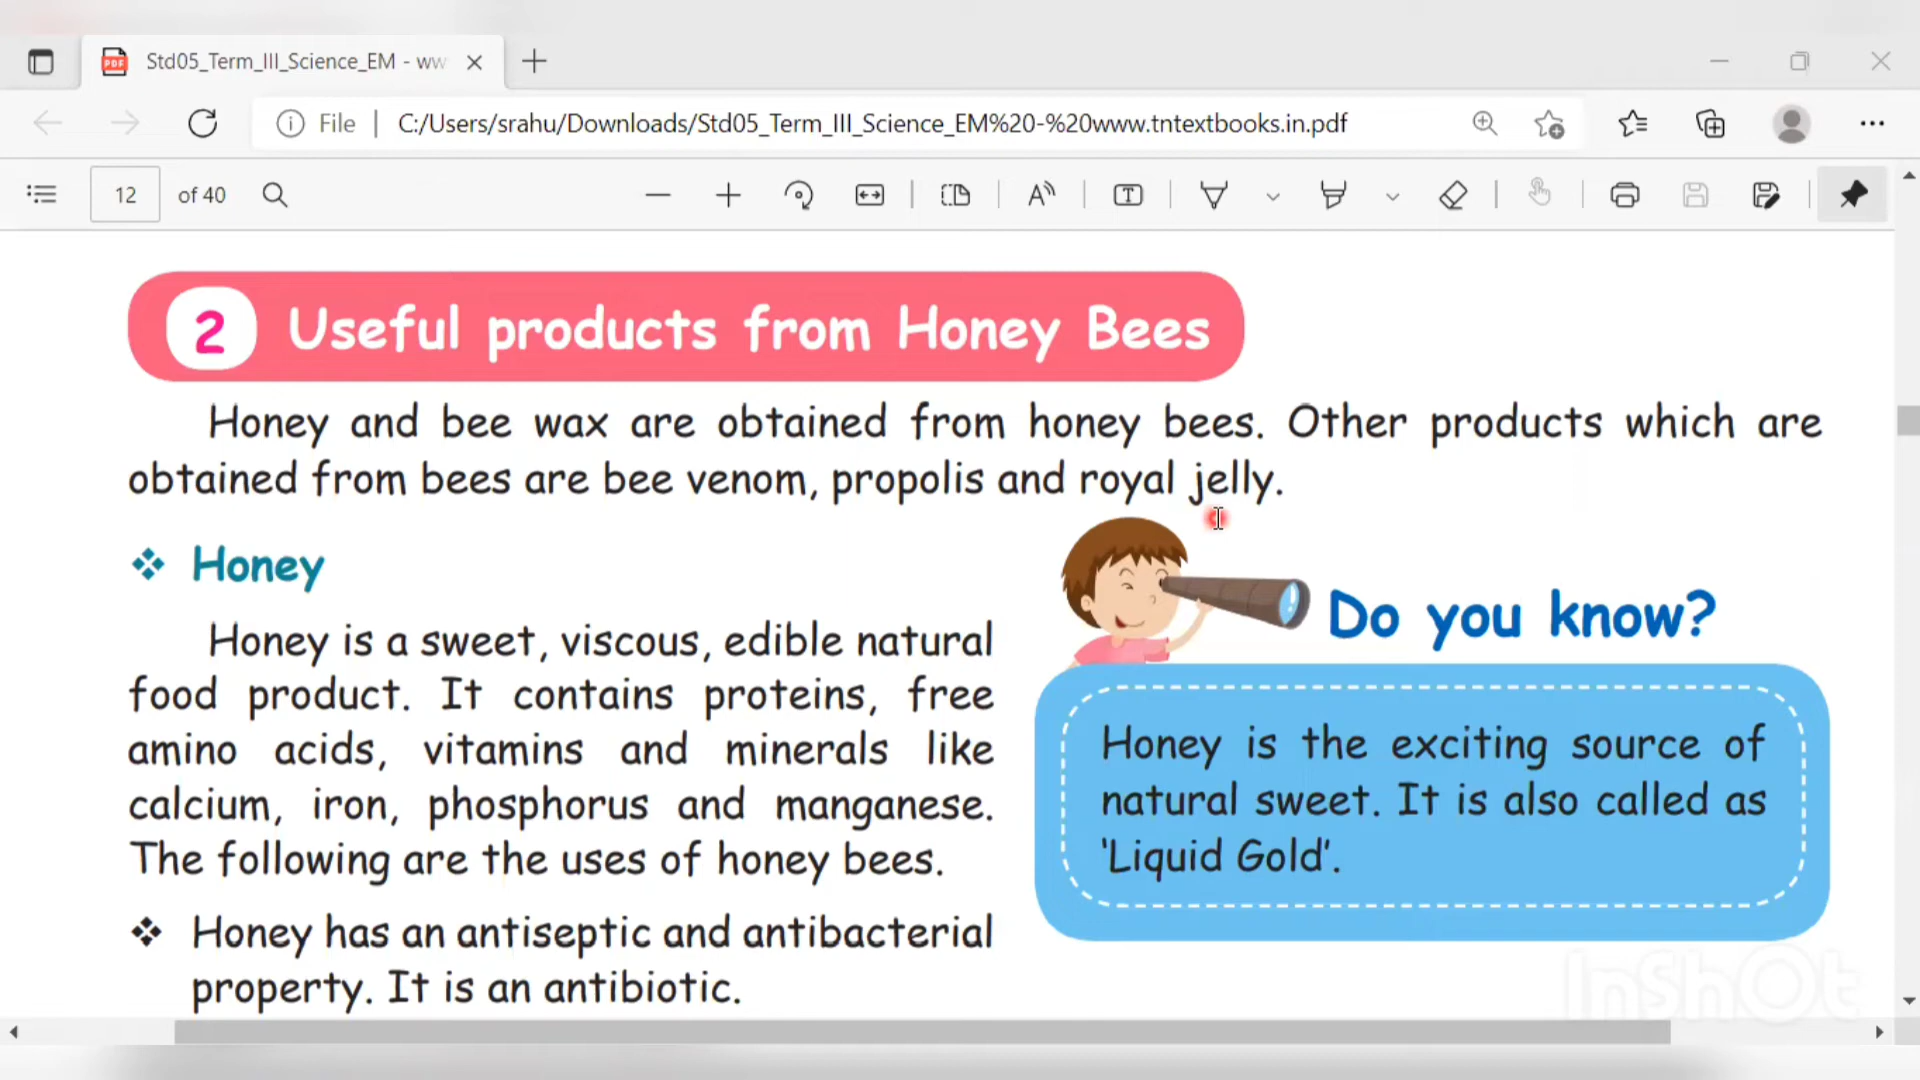 Std05_Term_III_Science_EM - ww
File
C:/Users/srahu/Downloads/Std05_Term_III_Science_EM%20-%20www.tntextbooks.in.pdf
12 of 40
2 Useful products from Honey Bees
Honey and bee wax are obtained from honey bees. Other products which are
obtained from bees are bee venom, propolis and royal jelly.
Honey
Honey is a sweet, viscous, edible natural
food product. It contains proteins, free
amino acids, vitamins and minerals like
calcium, iron, phosphorus and manganese.
The following are the uses of honey bees.
Honey has an antiseptic and antibacterial
property. It is an antibiotic.
Do you know?
Honey is the exciting source of
natural sweet. It is also called as
'Liquid Gold'.
InShOt